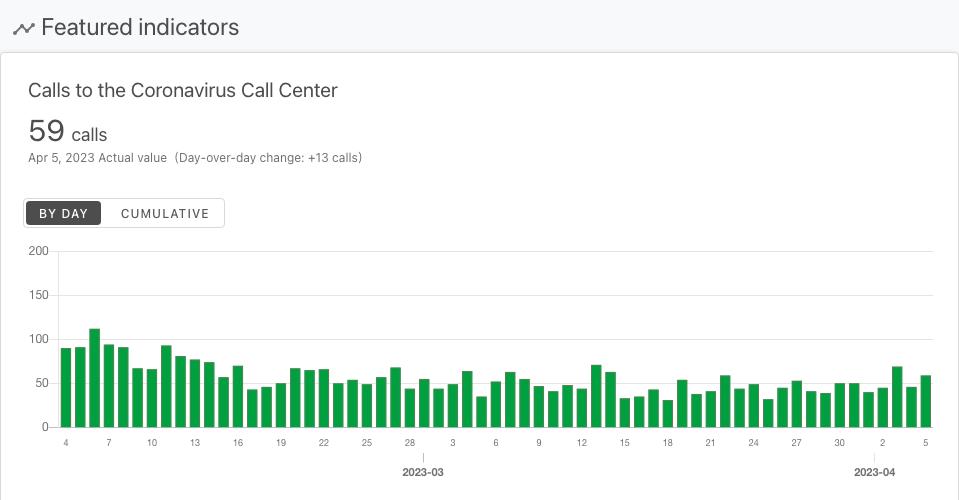 Featured indicators
Calls to the Coronavirus Call Center
59 calls
Apr 5, 2023 Actual value (Day-over-day change: +13 calls)
BY DAY CUMULATIVE
200
150
100
50
0
4 7 10 13 16 19 22 25 28 3 6 9 12 15 18 21 24 27 30 2 5
2023-03 2023-04